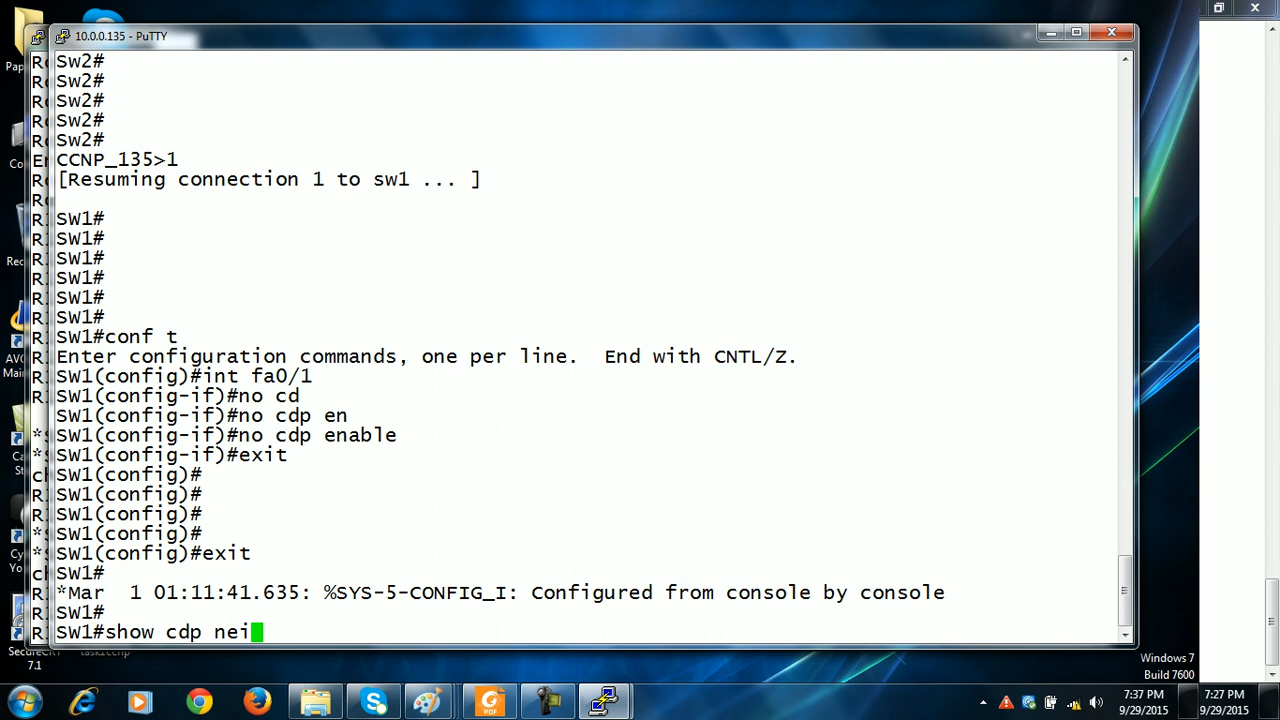 10.0.0.135 - PuTTY
Sw2#
Sw2#
Sw2#
Sw2#
Sw2#
CCNP_135>1
[Resuming connection 1 to sw1 ... ]
SW1#
SW1#
SW1#
SW1#
SW1#
SW1#
SW1#conf t
Enter configuration commands, one per line.  End with CNTL/Z.
SW1(config)#int fa0/1
SW1(config-if)#no cd
SW1(config-if)#no cdp en
SW1(config-if)#no cdp enable
SW1(config-if)#exit
SW1(config)#
SW1(config)#
SW1(config)#
SW1(config)#
SW1(config)#exit
SW1#
*Mar  1 01:11:41.635: %SYS-5-CONFIG_I: Configured from console by console
SW1#
SW1#show cdp nei
7.1
Windows 7
Build 7600
PDF
7:37 PM
9/29/2015
7:27 PM
9/29/2015